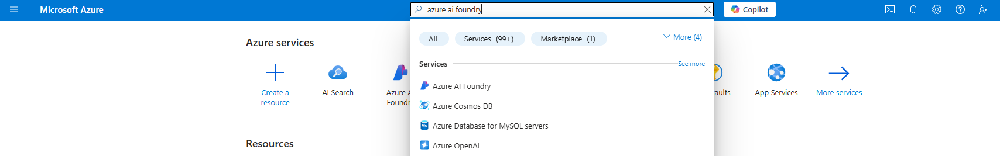 Microsoft Azure
azure ai foundry
Copilot
All
Services (99+)
Marketplace (1)
More (4)
Azure services
Services
See more
Create a
resource
AI Search
Azure A
Foundr
Azure AI Foundry
Azure Cosmos DB
Azure Database for MySQL servers
Azure OpenAI
aults
App Services
More services
Resources